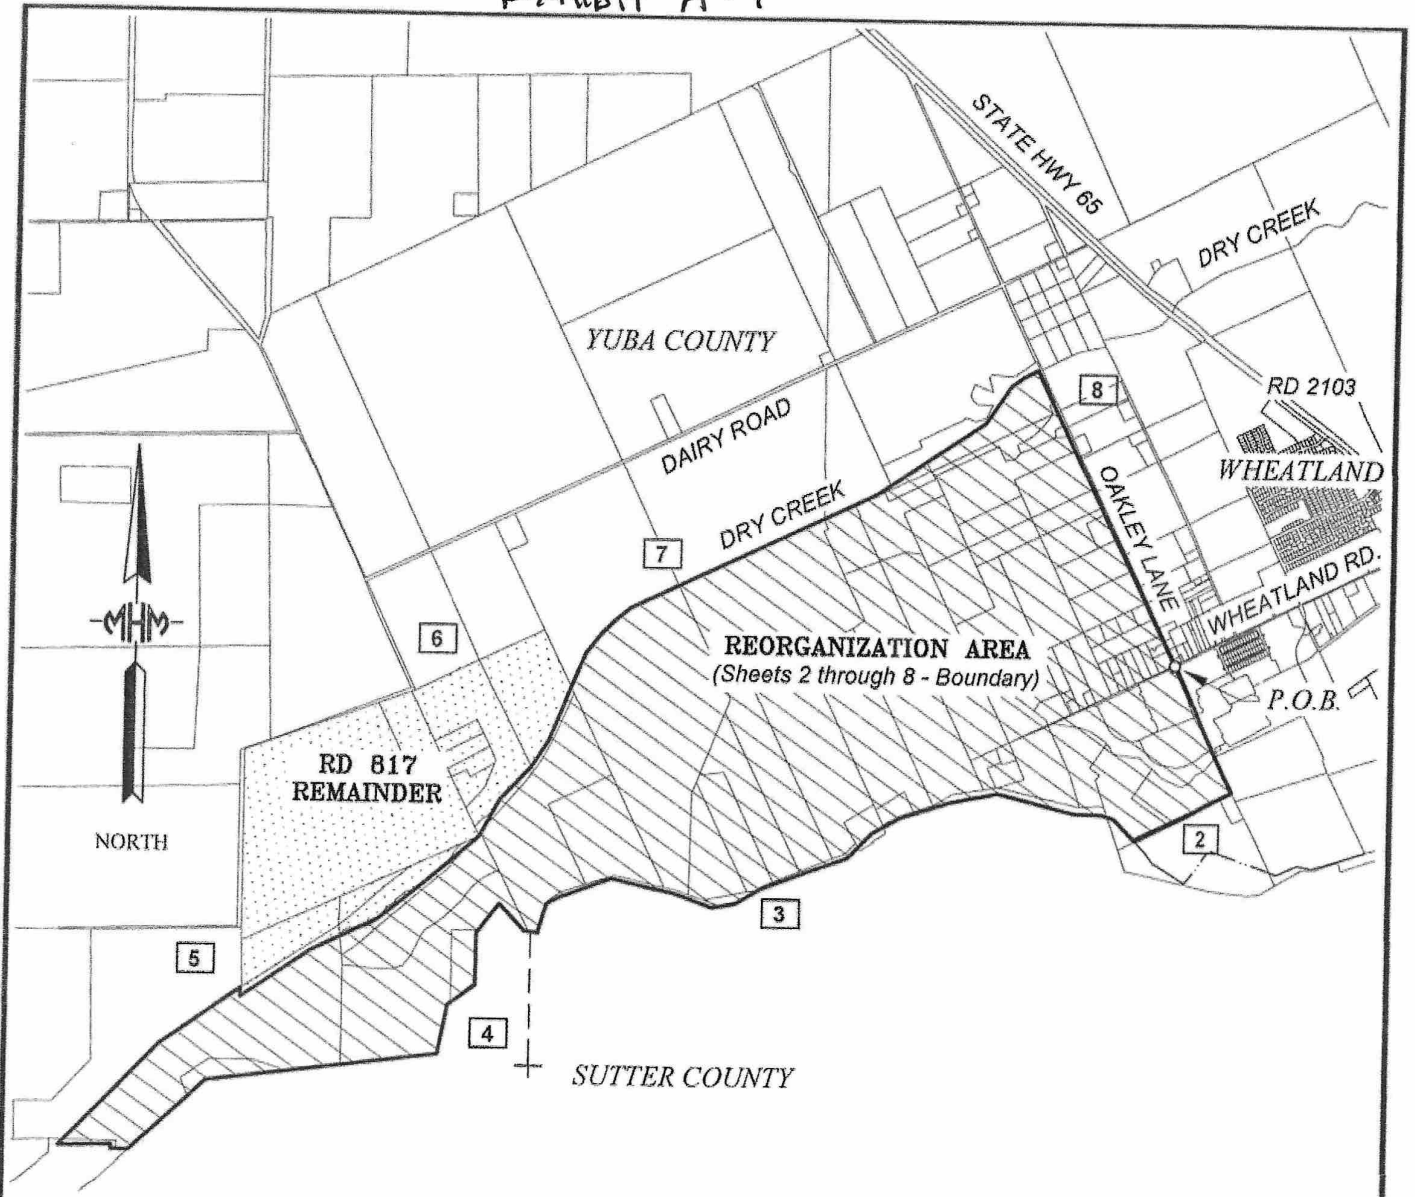 STATE HWY 65
DRY CREEK
YUBA COUNTY
RD 2103
8
DAIRY ROAD
WHEATLAND
OAKLEY LANE
DRY CREEK
7
WHEATLAND RD.
MHM
6
REORGANIZATION AREA
(Sheets 2 through 8 - Boundary)
P.O.B.
RD 817
REMAINDER
NORTH
2
3
5
4
SUTTER COUNTY